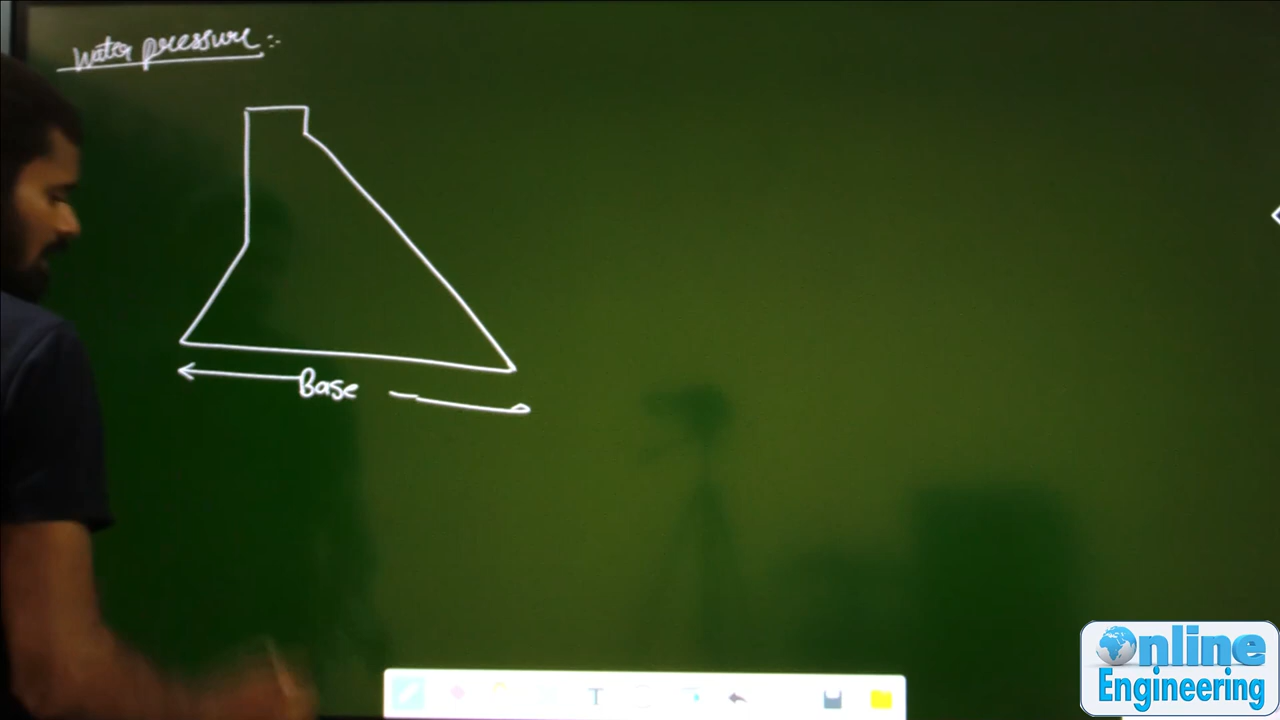 Water pressure :-
Base
T
Online
Engineering